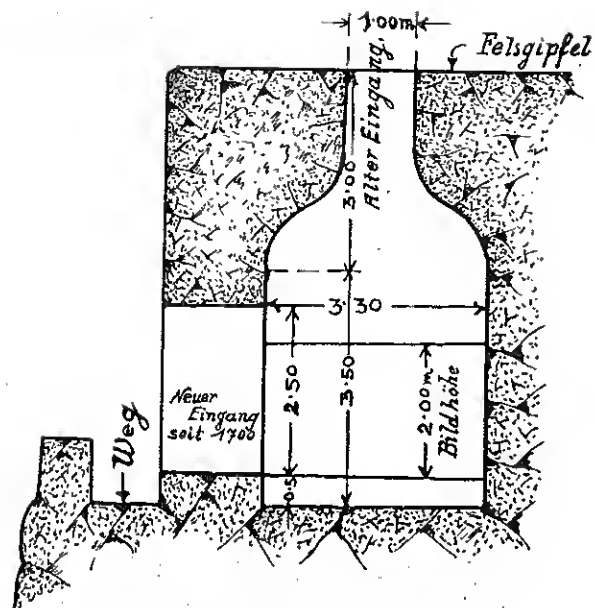 1.00m
Felsgipfel
Alter Eingang.
3.00
3.30
2.50
3.50
2.00m
Bildhöhe
Neuer
Eingang
seit 1700
Weg
0.5